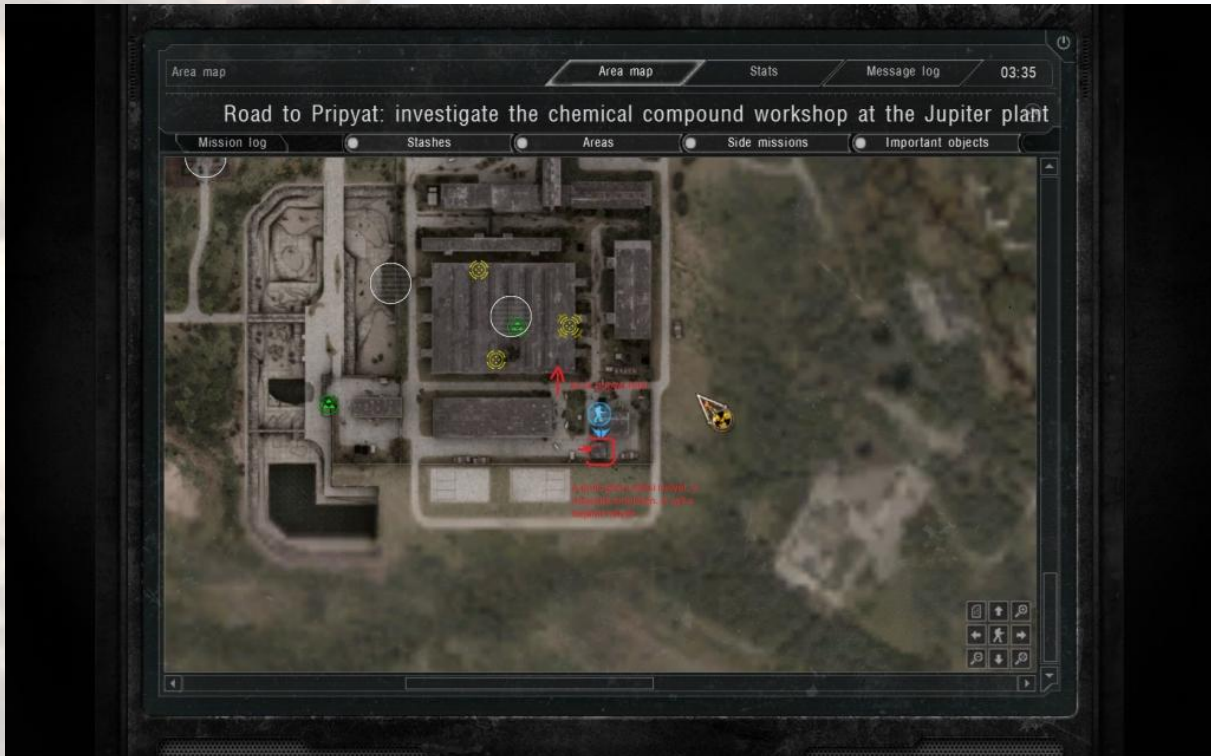 Area map
Area map
Stats
Message log
03:35
Road to Pripyat: investigate the chemical compound workshop at the Jupiter plant
Mission log
Stashes
Areas
Side missions
Important objects